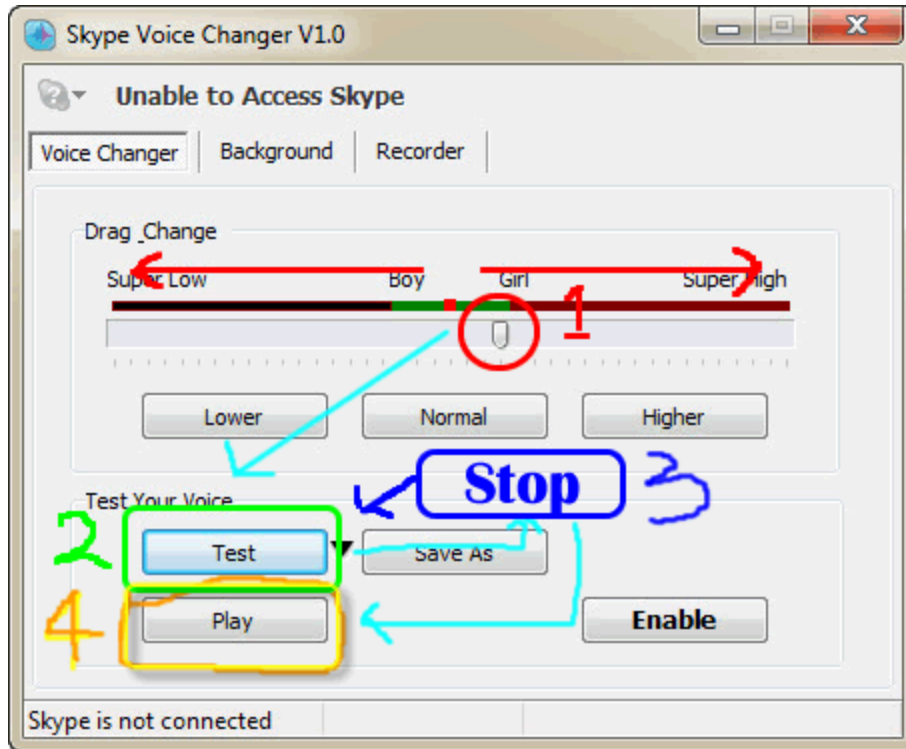 Skype Voice Changer V1.0
Unable to Access Skype
Voice Changer Background Recorder
Drag_Change
Super Low Boy Girl Super High
1
Lower Normal Higher
Stop 3
Test Your Voice
2 Test Save As
4 Play Enable
Skype is not connected